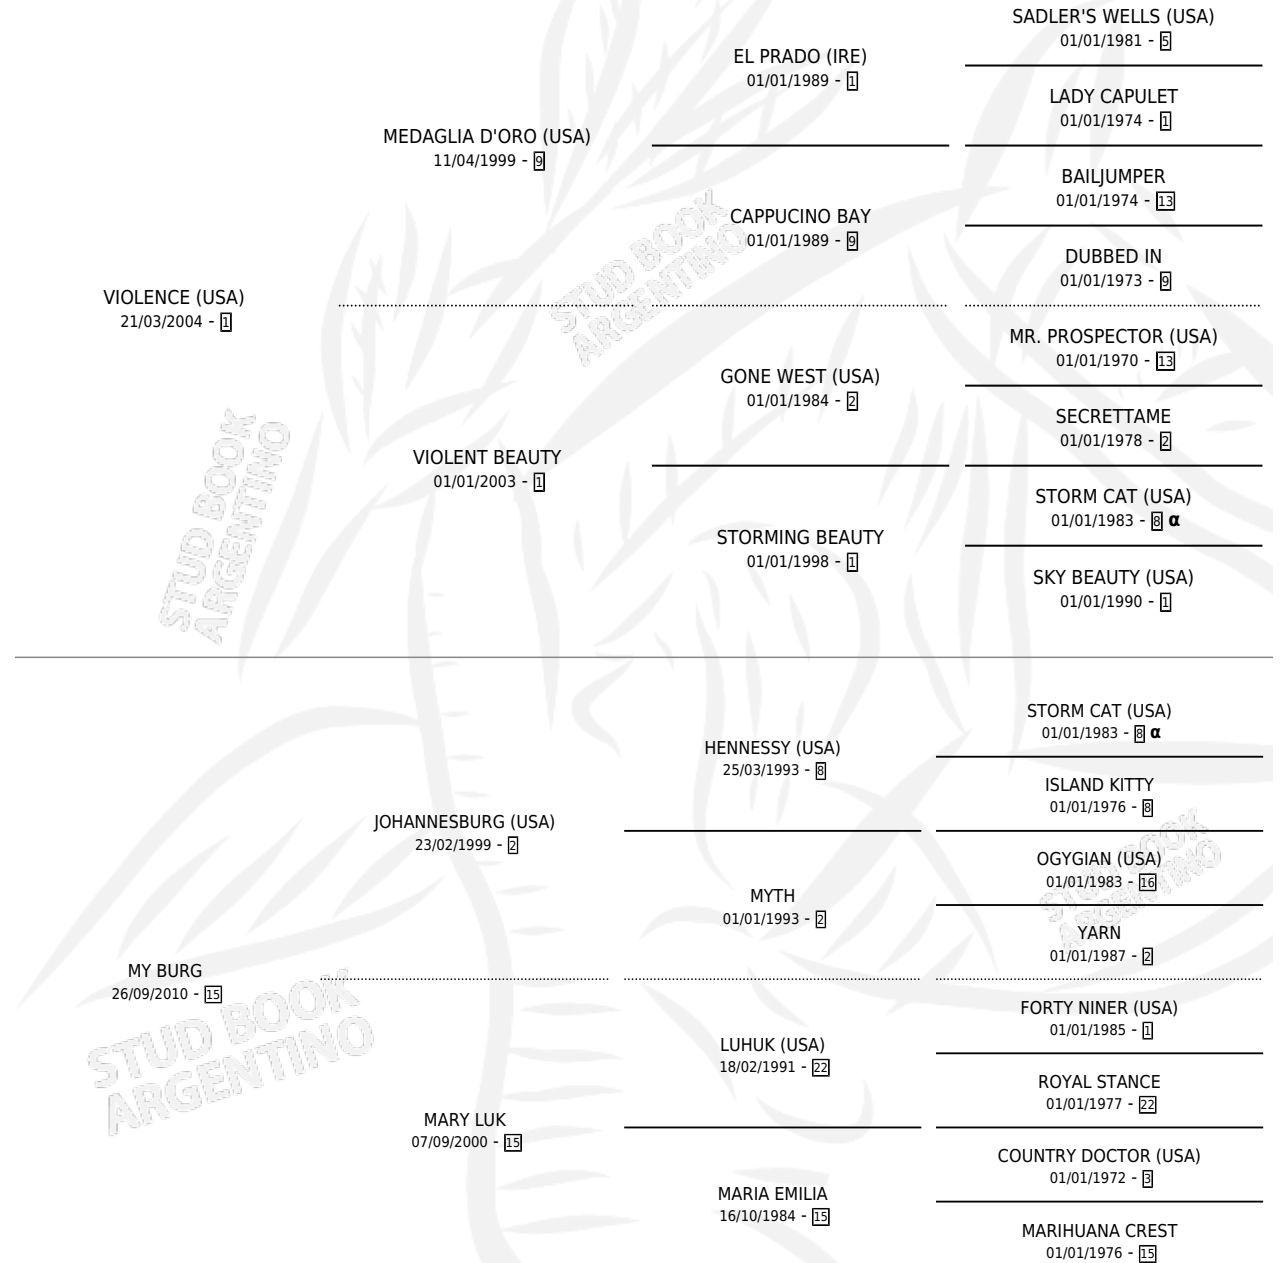 SADLER'S WELLS (USA)
01/01/1981 - 5
EL PRADO (IRE)
01/01/1989 - 1
LADY CAPULET
01/01/1974 - 1
MEDAGLIA D'ORO (USA)
11/04/1999 - 9
BAILJUMPER
01/01/1974 - 13
CAPPUCINO BAY
01/01/1989 - 9
DUBBED IN
01/01/1973 - 9
VIOLENCE (USA)
21/03/2004 - 1
MR. PROSPECTOR (USA)
01/01/1970 - 13
GONE WEST (USA)
01/01/1984 - 2
SECRETTAME
01/01/1978 - 2
VIOLENT BEAUTY
01/01/2003 - 1
STORM CAT (USA)
01/01/1983 - 8 α
STORMING BEAUTY
01/01/1998 - 1
SKY BEAUTY (USA)
01/01/1990 - 1
STORM CAT (USA)
01/01/1983 - 8 α
HENNESSY (USA)
25/03/1993 - 8
ISLAND KITTY
01/01/1976 - 8
JOHANNESBURG (USA)
23/02/1999 - 2
OGYGIAN (USA)
01/01/1983 - 16
MYTH
01/01/1993 - 2
YARN
01/01/1987 - 2
MY BURG
26/09/2010 - 15
FORTY NINER (USA)
01/01/1985 - 1
LUHUK (USA)
18/02/1991 - 22
ROYAL STANCE
01/01/1977 - 22
MARY LUK
07/09/2000 - 15
COUNTRY DOCTOR (USA)
01/01/1972 - 3
MARIA EMILIA
16/10/1984 - 15
MARIHUANA CREST
01/01/1976 - 15
STUD BOOK
ARGENTINO
STUD BOOK
ARGENTINO
STUD BOOK
ARGENTINO
STUD BOOK
ARGENTINO